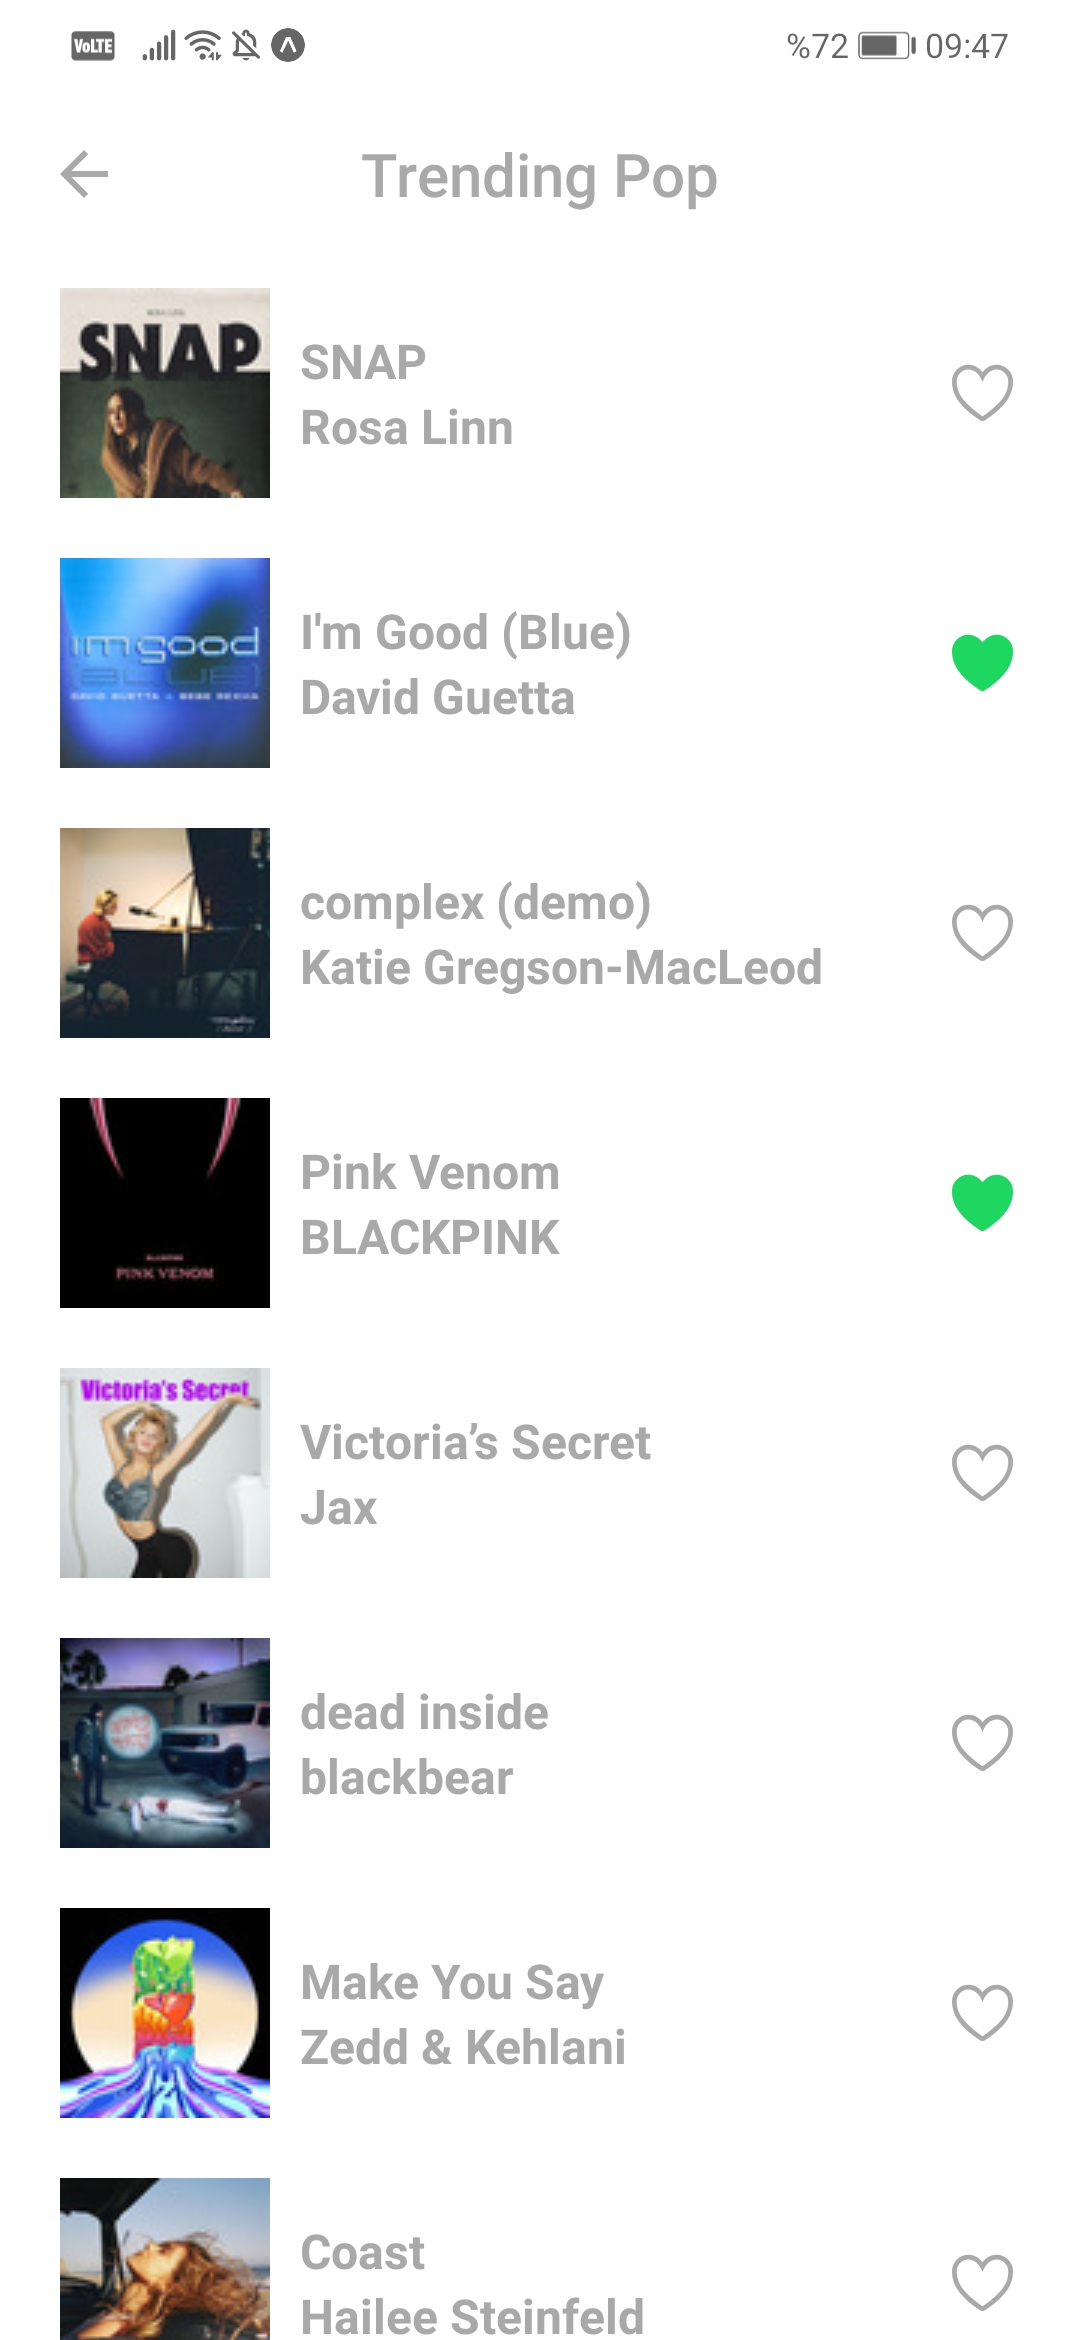 VoLTE %72 09:47
Trending Pop
SNAP
SNAP
Rosa Linn
i'm good
BLUE
DAVID GUETTA & BEBE REXHA
I'm Good (Blue)
David Guetta
complex (demo)
Katie Gregson-MacLeod
PINK VENOM
Pink Venom
BLACKPINK
Victoria's Secret
Victoria’s Secret
Jax
dead inside
blackbear
Make You Say
Zedd & Kehlani
Coast
Hailee Steinfeld